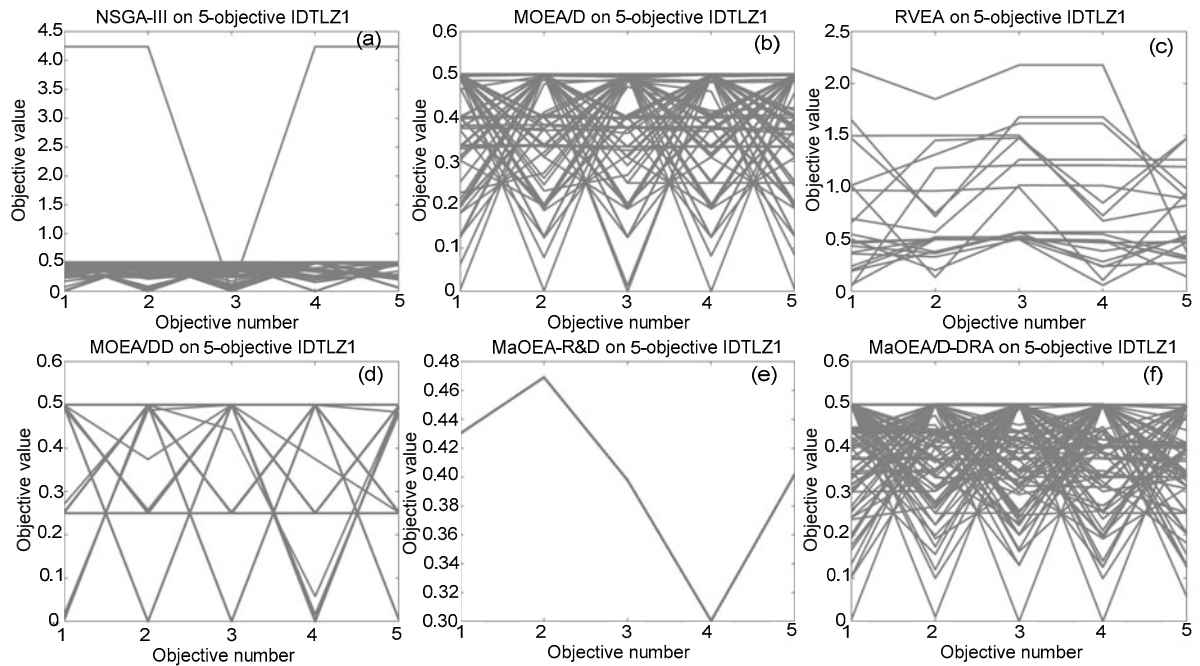 NSGA-III on 5-objective IDTLZ1
(a)
Objective value
4.5
4.0
3.5
3.0
2.5
2.0
1.5
1.0
0.5
0
1 2 3 4 5
Objective number
MOEA/D on 5-objective IDTLZ1
(b)
Objective value
0.6
0.5
0.4
0.3
0.2
0.1
0
1 2 3 4 5
Objective number
RVEA on 5-objective IDTLZ1
(c)
Objective value
2.5
2.0
1.5
1.0
0.5
0
1 2 3 4 5
Objective number
MOEA/DD on 5-objective IDTLZ1
(d)
Objective value
0.6
0.5
0.4
0.3
0.2
0.1
0
1 2 3 4 5
Objective number
MaOEA-R&D on 5-objective IDTLZ1
(e)
Objective value
0.48
0.46
0.44
0.42
0.40
0.38
0.36
0.34
0.32
0.30
1 2 3 4 5
Objective number
MaOEA/D-DRA on 5-objective IDTLZ1
(f)
Objective value
0.6
0.5
0.4
0.3
0.2
0.1
0
1 2 3 4 5
Objective number